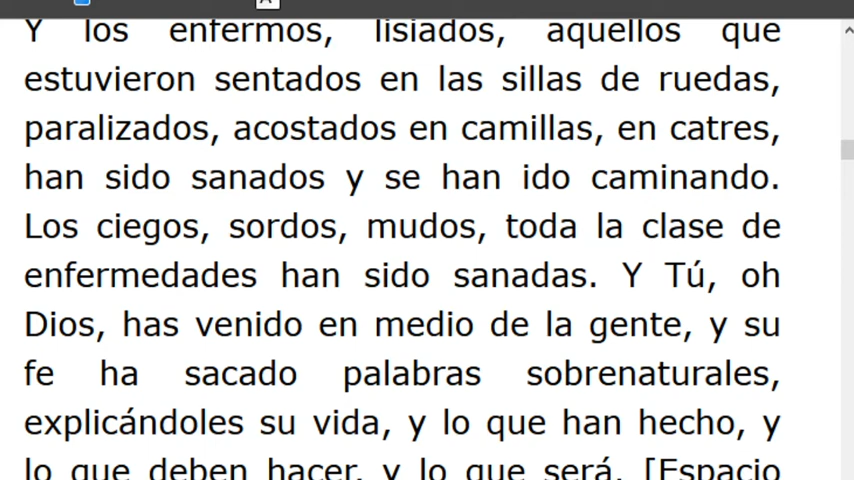 Y los enfermos, lisiados, aquellos que
estuvieron sentados en las sillas de ruedas,
paralizados, acostados en camillas, en catres,
han sido sanados y se han ido caminando.
Los ciegos, sordos, mudos, toda la clase de
enfermedades han sido sanadas. Y Tú, oh
Dios, has venido en medio de la gente, y su
fe ha sacado palabras sobrenaturales,
explicándoles su vida, y lo que han hecho, y
lo que deben hacer, y lo que será. [Espacio